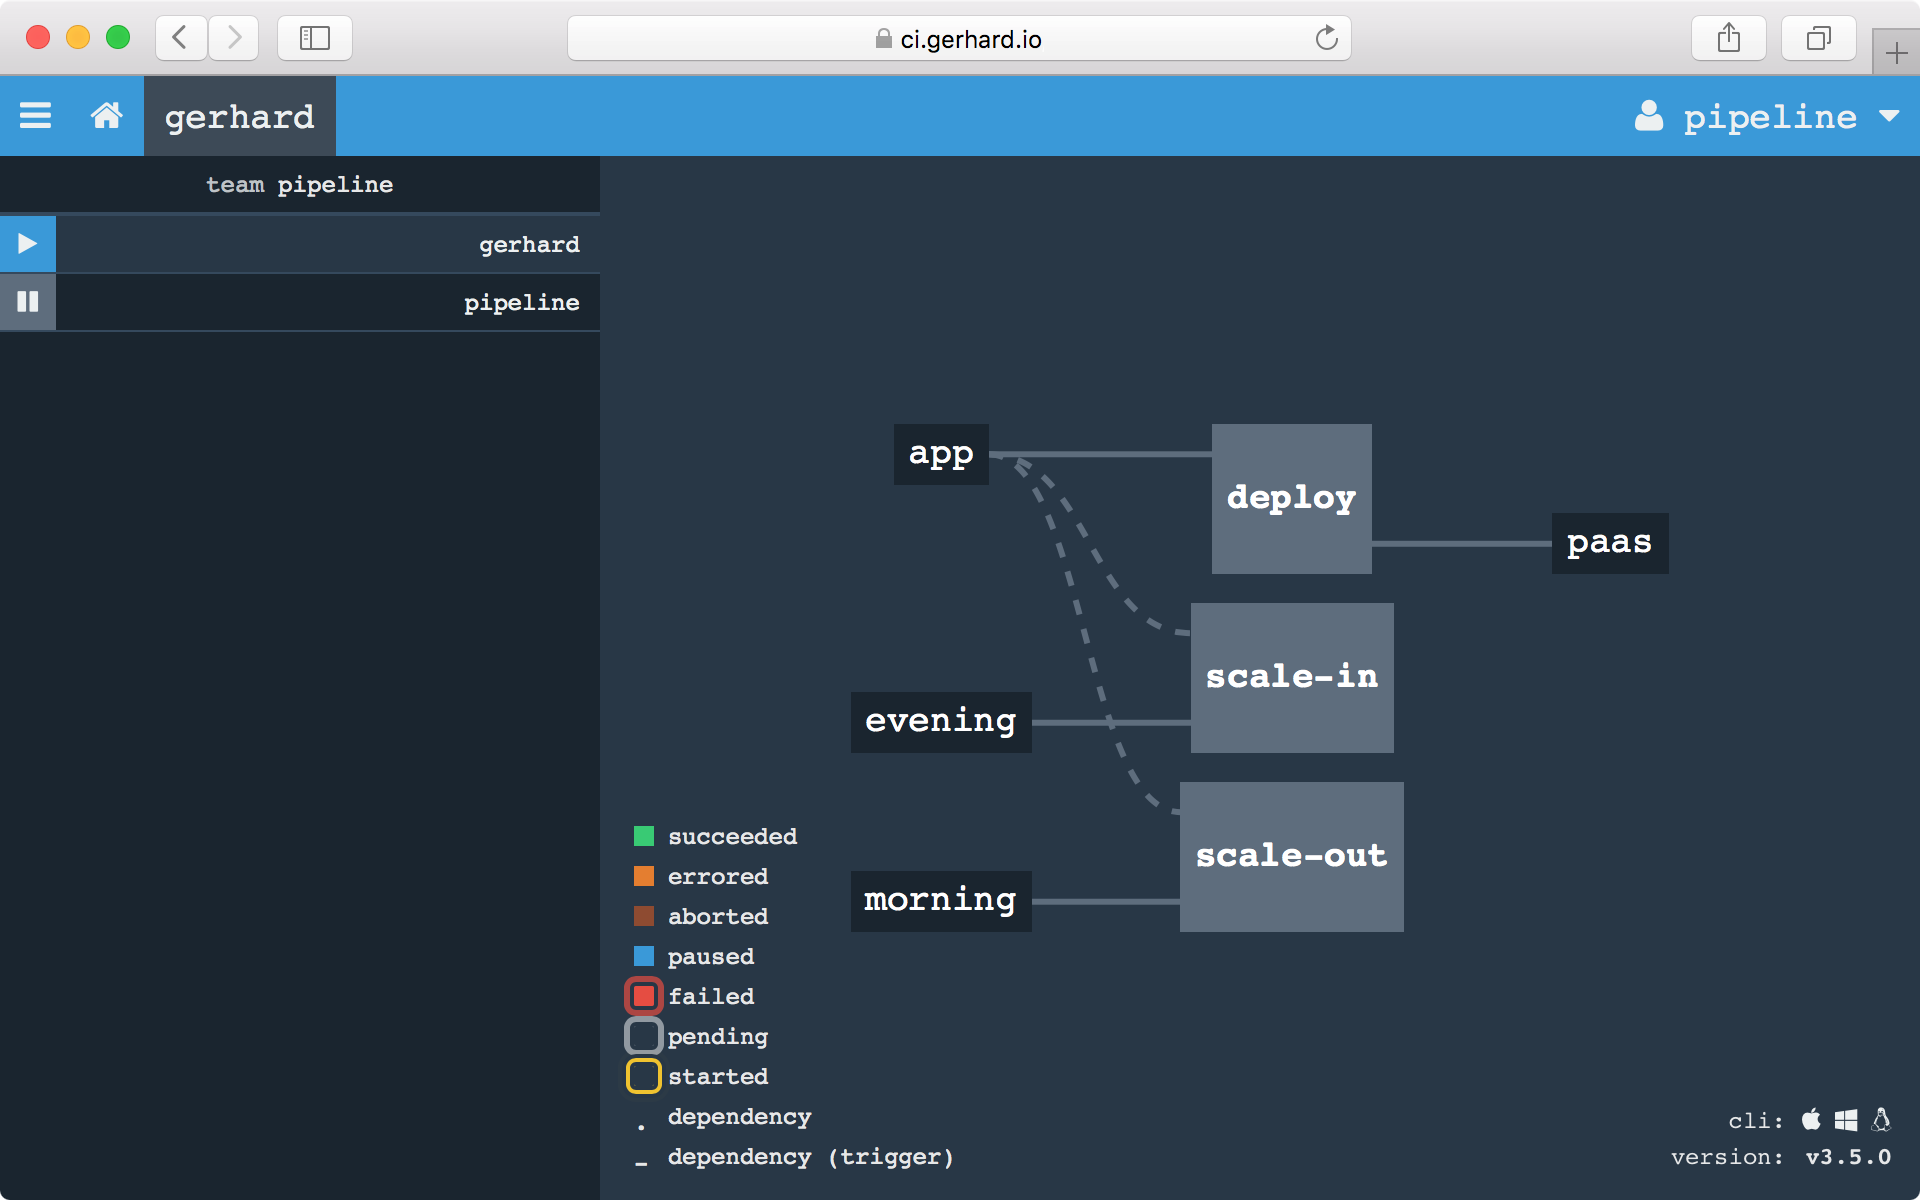 ci.gerhard.io
gerhard
pipeline
team pipeline
gerhard
pipeline
app
deploy
paas
scale-in
evening
scale-out
morning
succeeded
errored
aborted
paused
failed
pending
started
. dependency
- dependency (trigger)
cli:
version: v3.5.0